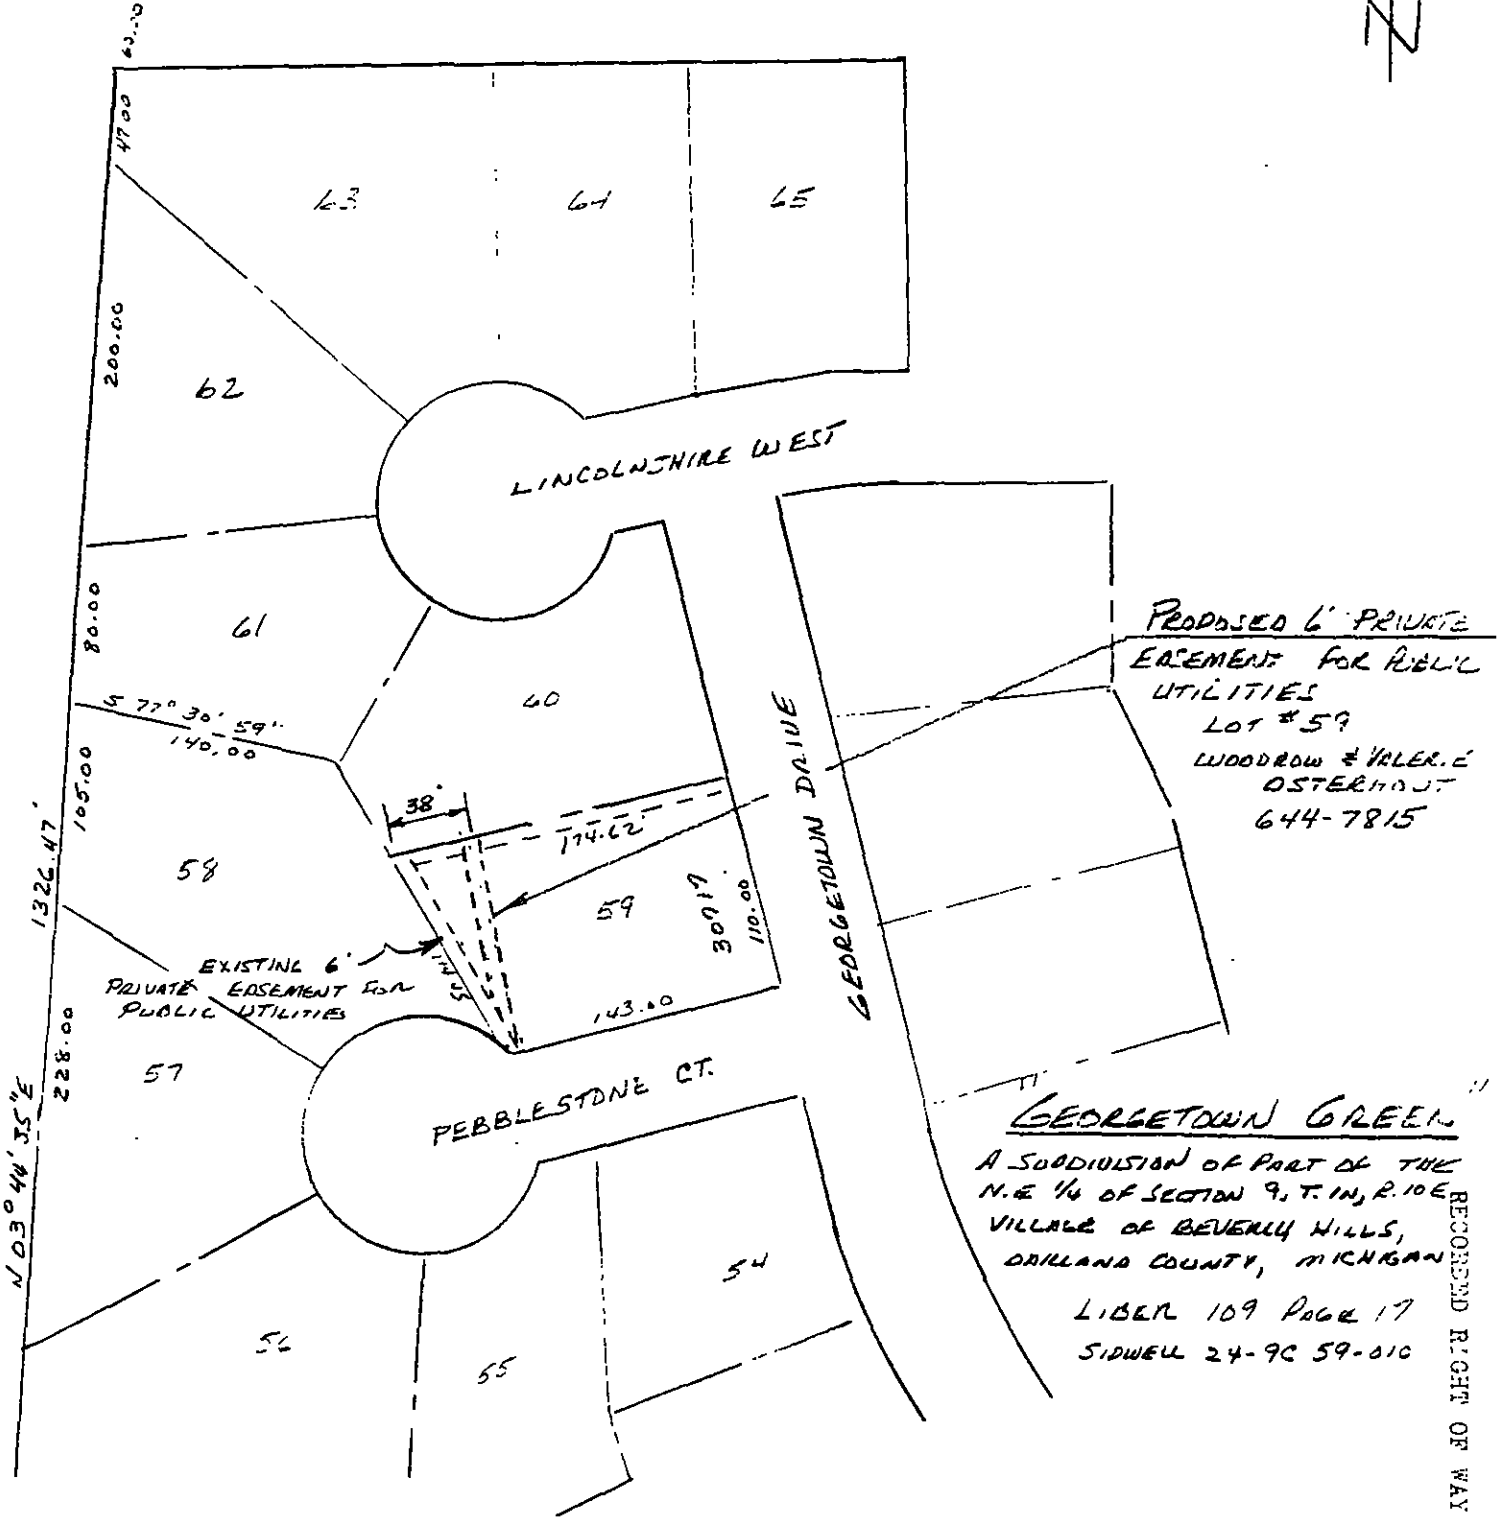 N
47.00
63
64
65
200.00
62
LINCOLNSHIRE WEST
80.00
61
60
S 77° 30' 59"
140.00
PROPOSED 6' PRIVATE
EASEMENT FOR PUBLIC
UTILITIES
LOT #59
WOODROW &
644-7815
GEORGETOWN DRIVE
38'
174.62'
105.00
1326.47'
58
59
30717
110.00
EXISTING 6'
PRIVATE EASEMENT FOR
PUBLIC UTILITIES
143.00
228.00
57
PEBBLESTONE CT.
N 03° 44' 35" E
GEORGETOWN GREEN
A SUBDIVISION OF PART OF THE
N.E 1/4 OF SECTION 9, T.1N, R.10E
VILLAGE OF BEVERLY HILLS,
OAKLAND COUNTY, MICHIGAN
LIBER 109 PAGE 17
SIDWELL 24-9C 59-010
54
56
55
RECORDED RIGHT OF WAY